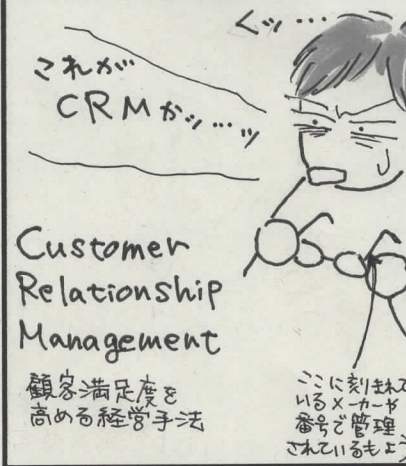 くッ…
これが
CRMかッ…ッ
Customer
Relationship
Management
顧客満足度を
高める経営手法
ここに刻まれて
いるメーカーや
番号で管理
されているもよう